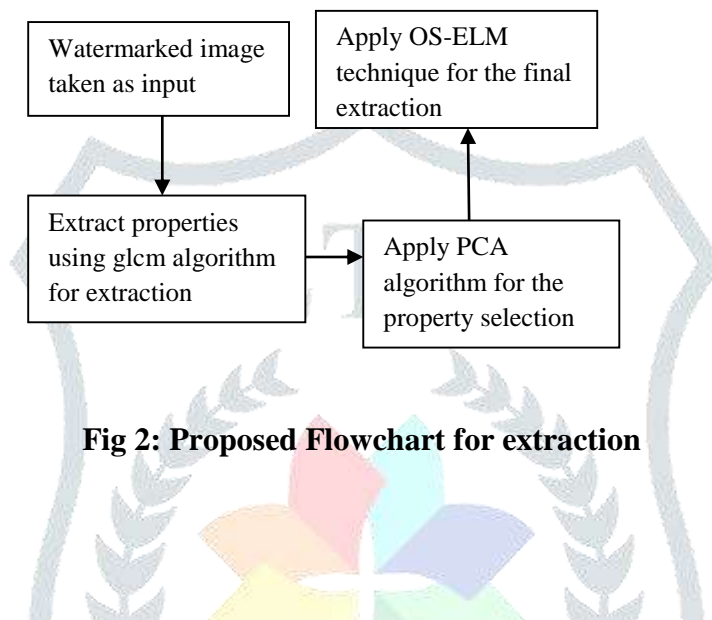 Watermarked image
taken as input
Extract properties
using glcm algorithm
for extraction
Apply PCA
algorithm for the
property selection
Apply OS-ELM
technique for the final
extraction
Fig 2: Proposed Flowchart for extraction